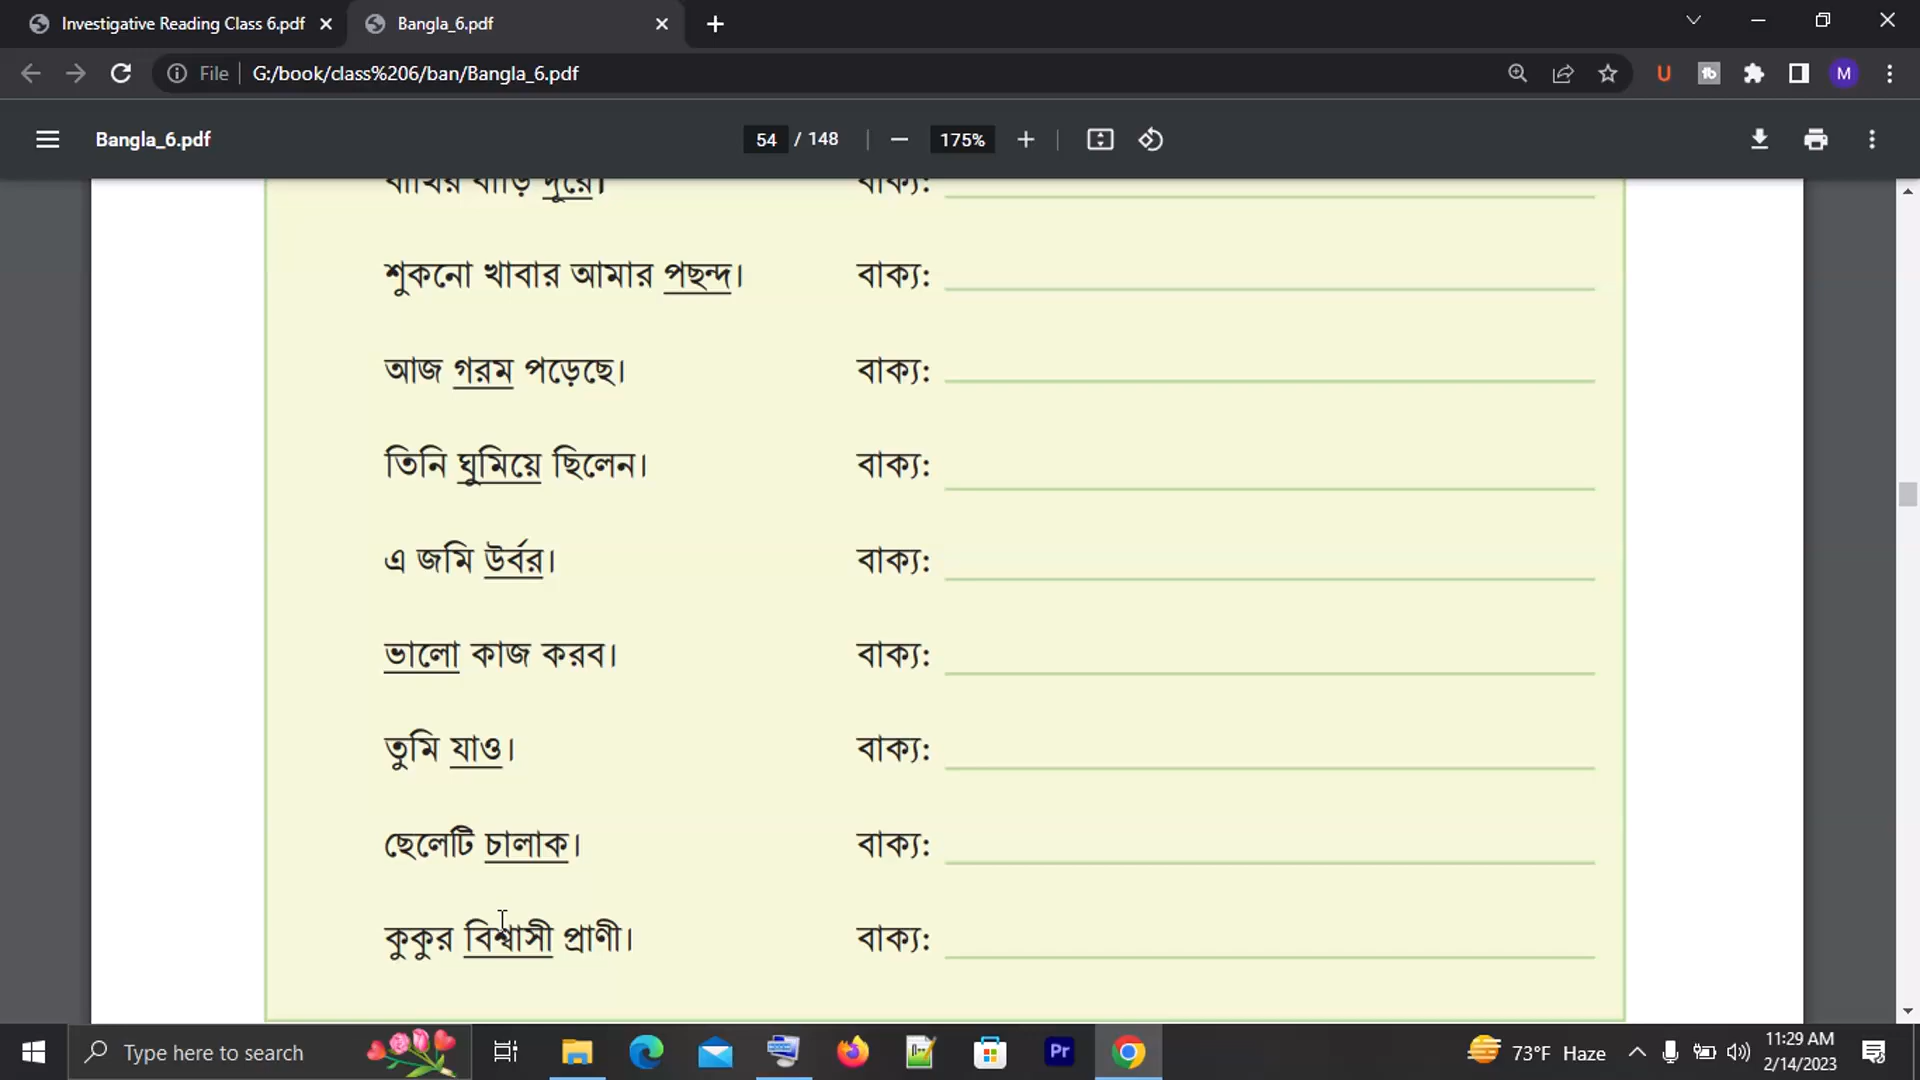 Investigative Reading Class 6.pdf
Bangla_6.pdf
File
G:/book/class%206/ban/Bangla_6.pdf
M
Bangla_6.pdf
54 / 148
175%
বাড়ি দূরে। বাক্য:
শুকনো খাবার আমার পছন্দ। বাক্য:
আজ গরম পড়েছে। বাক্য:
তিনি ঘুমিয়ে ছিলেন। বাক্য:
এ জমি উর্বর। বাক্য:
ভালো কাজ করব। বাক্য:
তুমি যাও। বাক্য:
ছেলেটি চালাক। বাক্য:
কুকুর বিশ্বাসী প্রাণী। বাক্য:
Type here to search
Pr
73°F Haze
11:29 AM
2/14/2023